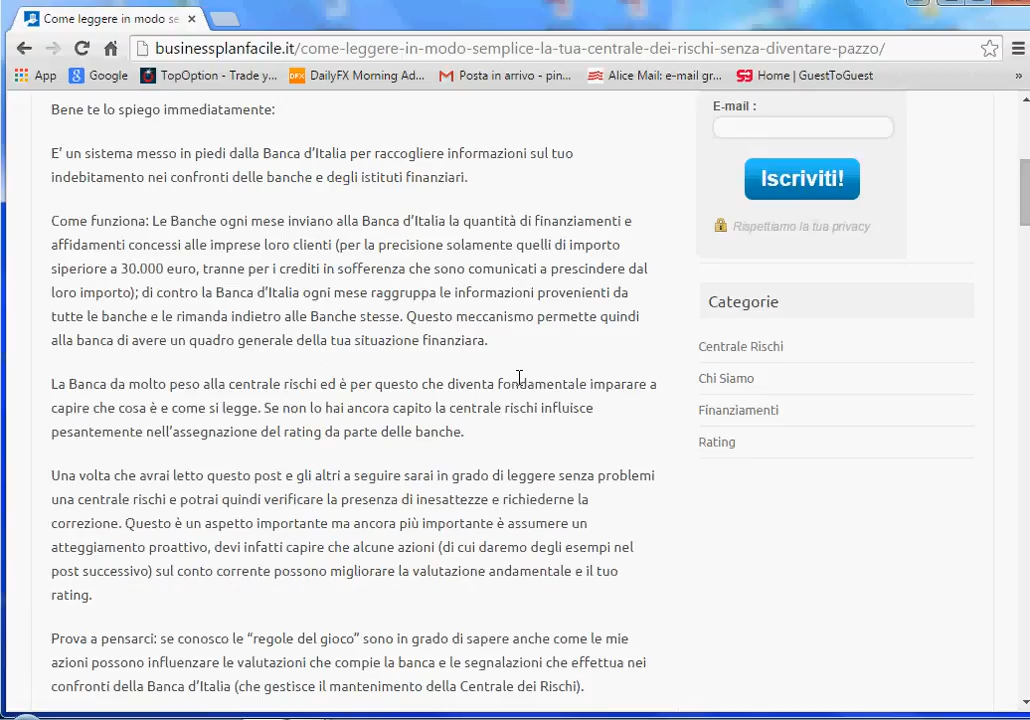 Come leggere in modo se
businesspianfacile.it/come-leggere-in-modo-semplice-la-tua-centrale-dei-rischi-senza-diventare-pazzo/
App
Google
TopOption - Trade y...
DailyFX Morning Ad...
Posta in arrivo - pin...
Alice Mail: e-mail gr...
Home | GuestToGuest
»
Bene te lo spiego immediatamente:
E' un sistema messo in piedi dalla Banca d'Italia per raccogliere informazioni sul tuo
indebitamento nei confronti delle banche e degli istituti finanziari.
Come funziona: Le Banche ogni mese inviano alla Banca d'Italia la quantità di finanziamenti e
affidamenti concessi alle imprese loro clienti (per la precisione solamente quelli di importo
siperiore a 30.000 euro, tranne per i crediti in sofferenza che sono comunicati a prescindere dal
loro importo); di contro la Banca d'Italia ogni mese raggruppa le informazioni provenienti da
tutte le banche e le rimanda indietro alle Banche stesse. Questo meccanismo permette quindi
alla banca di avere un quadro generale della tua situazione finanziara.
La Banca da molto peso alla centrale rischi ed è per questo che diventa fondamentale imparare a
capire che cosa è e come si legge. Se non lo hai ancora capito la centrale rischi influisce
pesantemente nell'assegnazione del rating da parte delle banche.
Una volta che avrai letto questo post e gli altri a seguire sarai in grado di leggere senza problemi
una centrale rischi e potrai quindi verificare la presenza di inesattezze e richiederne la
correzione. Questo è un aspetto importante ma ancora più importante è assumere un
atteggiamento proattivo, devi infatti capire che alcune azioni (di cui daremo degli esempi nel
post successivo) sul conto corrente possono migliorare la valutazione andamentale e il tuo
rating.
Prova a pensarci: se conosco le “regole del gioco” sono in grado di sapere anche come le mie
azioni possono influenzare le valutazioni che compie la banca e le segnalazioni che effettua nei
confronti della Banca d'Italia (che gestisce il mantenimento della Centrale dei Rischi).
E-mail :
Iscriviti!
Rispettiamo la tua privacy
Categorie
Centrale Rischi
Chi Siamo
Finanziamenti
Rating